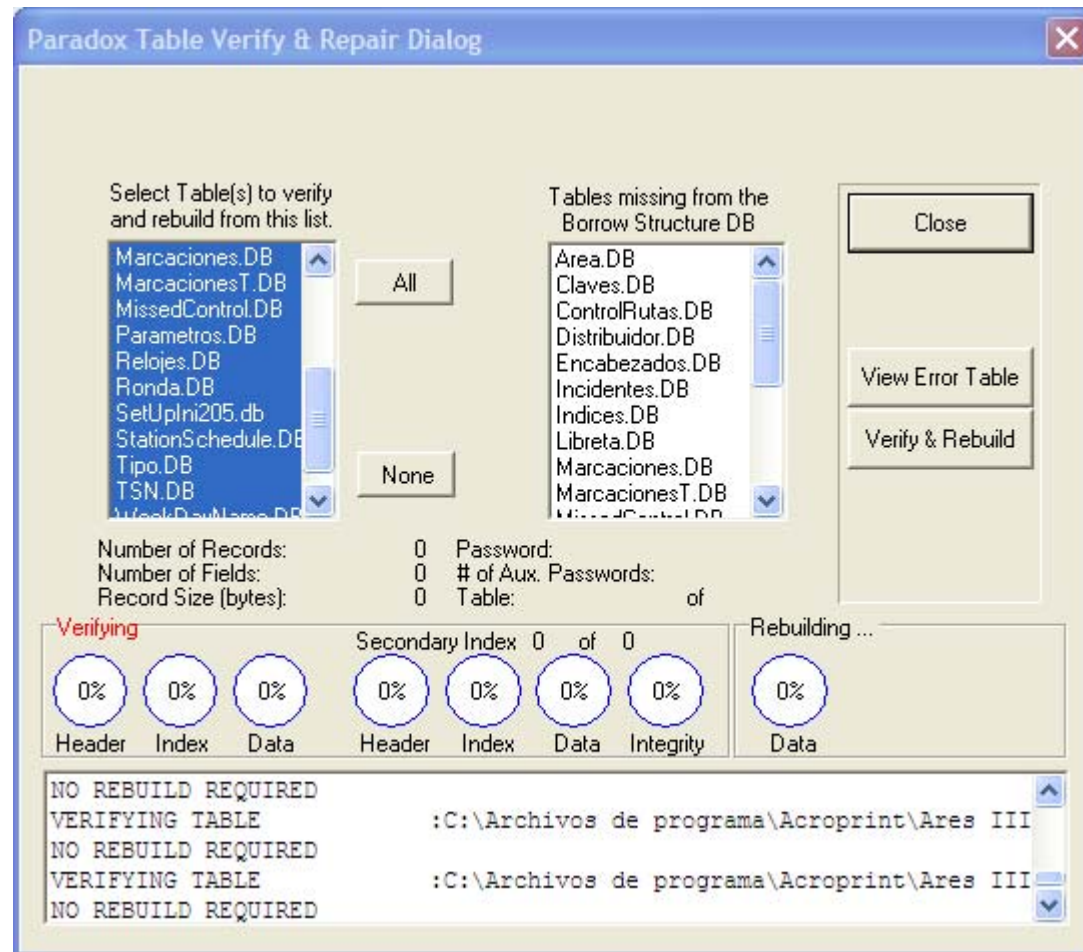 Paradox Table Verify & Repair Dialog
Select Table(s) to verify
and rebuild from this list.
Marcaciones.DB
MarcacionesT.DB
MissedControl.DB
Parametros.DB
Relojes.DB
Ronda.DB
SetUpIni205.db
StationSchedule.DB
Tipo.DB
TSN.DB
WeekDayName.DB
All
None
Tables missing from the
Borrow Structure DB
Area.DB
Claves.DB
ControlRutas.DB
Distribuidor.DB
Encabezados.DB
Incidentes.DB
Indices.DB
Libreta.DB
Marcaciones.DB
MarcacionesT.DB
MissedControl.DB
Close
View Error Table
Verify & Rebuild
Number of Records: 0 Password:
Number of Fields: 0 # of Aux. Passwords:
Record Size (bytes): 0 Table: of
Verifying
Secondary Index 0 of 0
Rebuilding ...
0% 0% 0% 0% 0% 0% 0% 0%
Header Index Data Header Index Data Integrity Data
NO REBUILD REQUIRED
VERIFYING TABLE :C:\Archivos de programa\Acroprint\Ares III
NO REBUILD REQUIRED
VERIFYING TABLE :C:\Archivos de programa\Acroprint\Ares III
NO REBUILD REQUIRED